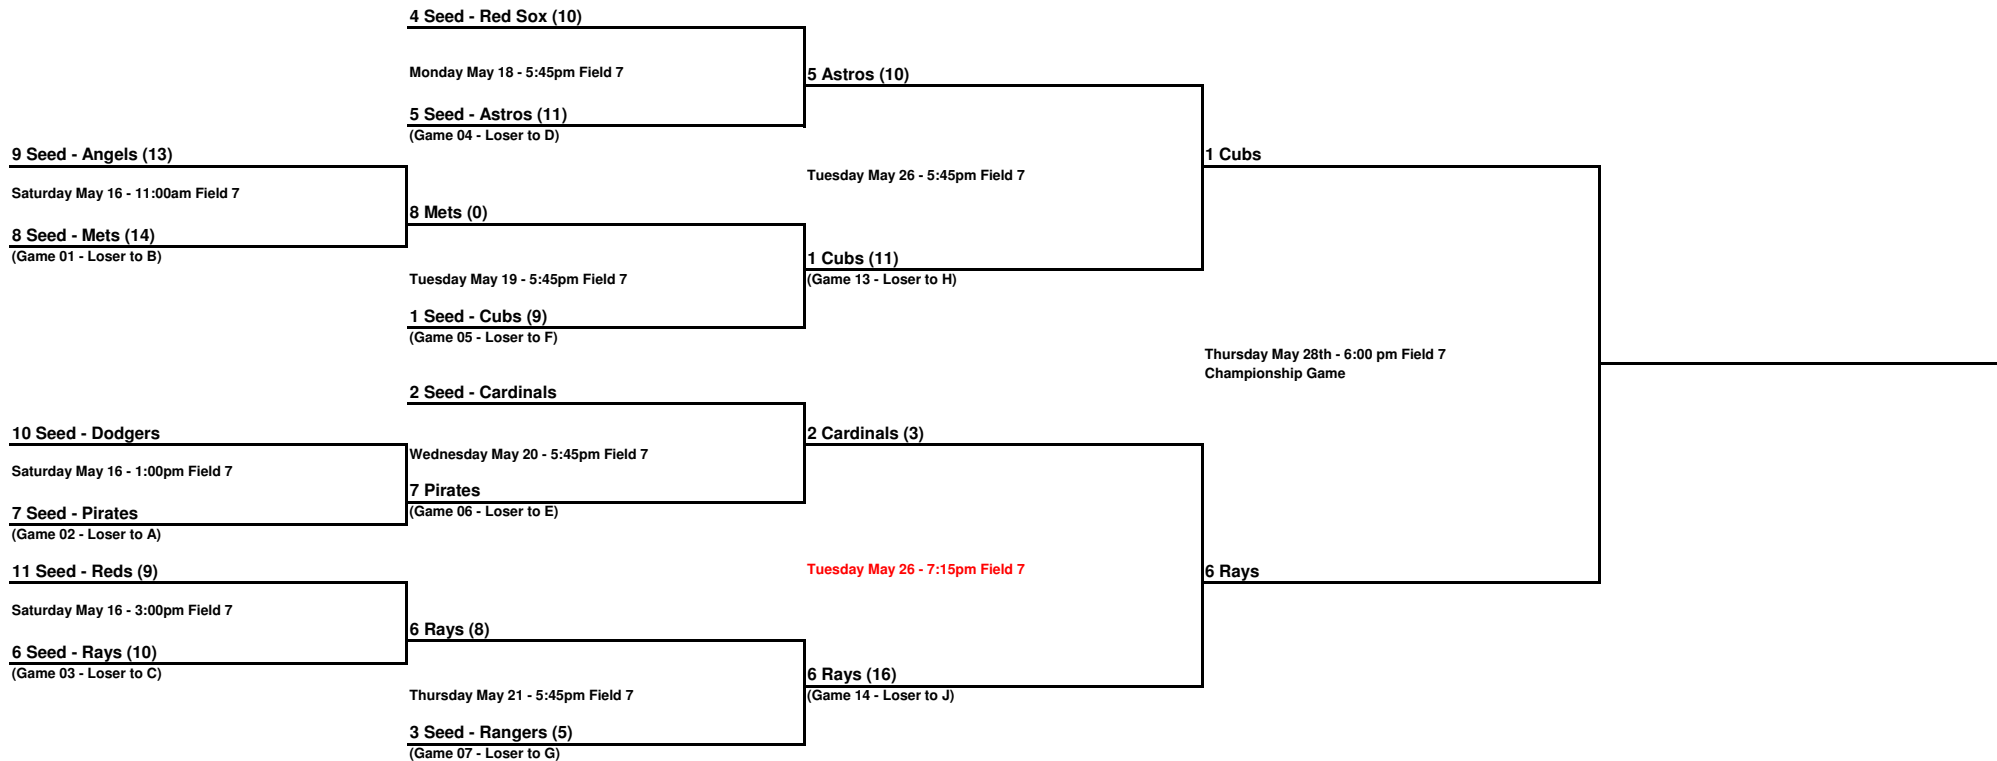 4 Seed - Red Sox (10)
Monday May 18 - 5:45pm Field 7
5 Seed - Astros (11)
(Game 04 - Loser to D)
9 Seed - Angels (13)
Saturday May 16 - 11:00am Field 7
8 Seed - Mets (14)
(Game 01 - Loser to B)
8 Mets (0)
Tuesday May 19 - 5:45pm Field 7
1 Seed - Cubs (9)
(Game 05 - Loser to F)
5 Astros (10)
Tuesday May 26 - 5:45pm Field 7
1 Cubs (11)
(Game 13 - Loser to H)
1 Cubs
Thursday May 28th - 6:00 pm Field 7
Championship Game
2 Seed - Cardinals
10 Seed - Dodgers
Saturday May 16 - 1:00pm Field 7
7 Seed - Pirates
(Game 02 - Loser to A)
Wednesday May 20 - 5:45pm Field 7
7 Pirates
(Game 06 - Loser to E)
2 Cardinals (3)
Tuesday May 26 - 7:15pm Field 7
6 Rays
11 Seed - Reds (9)
Saturday May 16 - 3:00pm Field 7
6 Seed - Rays (10)
(Game 03 - Loser to C)
6 Rays (8)
Thursday May 21 - 5:45pm Field 7
3 Seed - Rangers (5)
(Game 07 - Loser to G)
6 Rays (16)
(Game 14 - Loser to J)